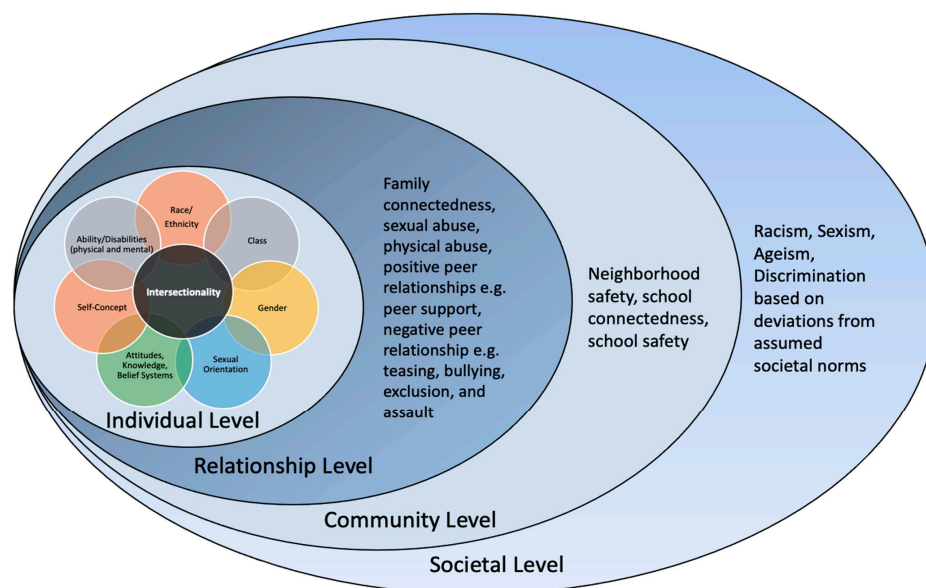 Race/
Ethnicity
Ability/Disabilities
(physical and mental)
Class
Intersectionality
Self-Concept
Gender
Attitudes,
Knowledge,
Belief Systems
Sexual
Orientation
Individual Level
Family
connectedness,
sexual abuse,
physical abuse,
positive peer
relationships e.g.
peer support,
negative peer
relationship e.g.
teasing, bullying,
exclusion, and
assault
Relationship Level
Neighborhood
safety, school
connectedness,
school safety
Community Level
Racism, Sexism,
Ageism,
Discrimination
based on
deviations from
assumed
societal norms
Societal Level